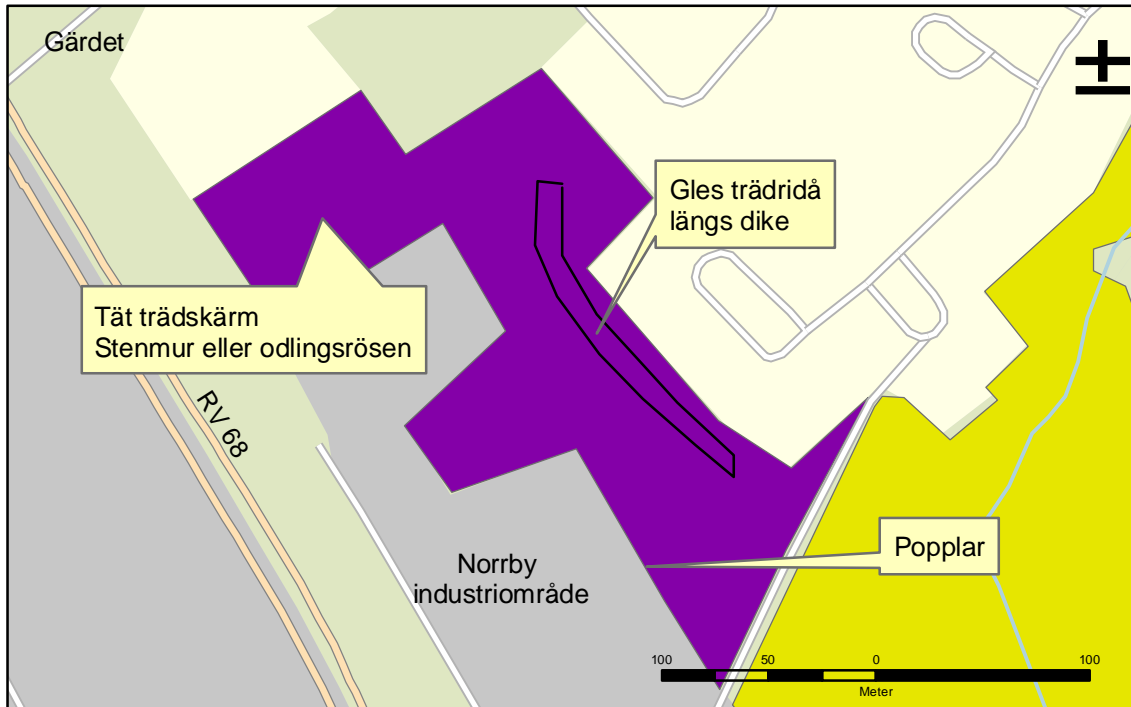 Gärdet
Gles trädridå
längs dike
Tät trädskärm
Stenmur eller odlingsrösen
RV 68
Popplar
Norrby
industriområde
100 50 0 100
Meter